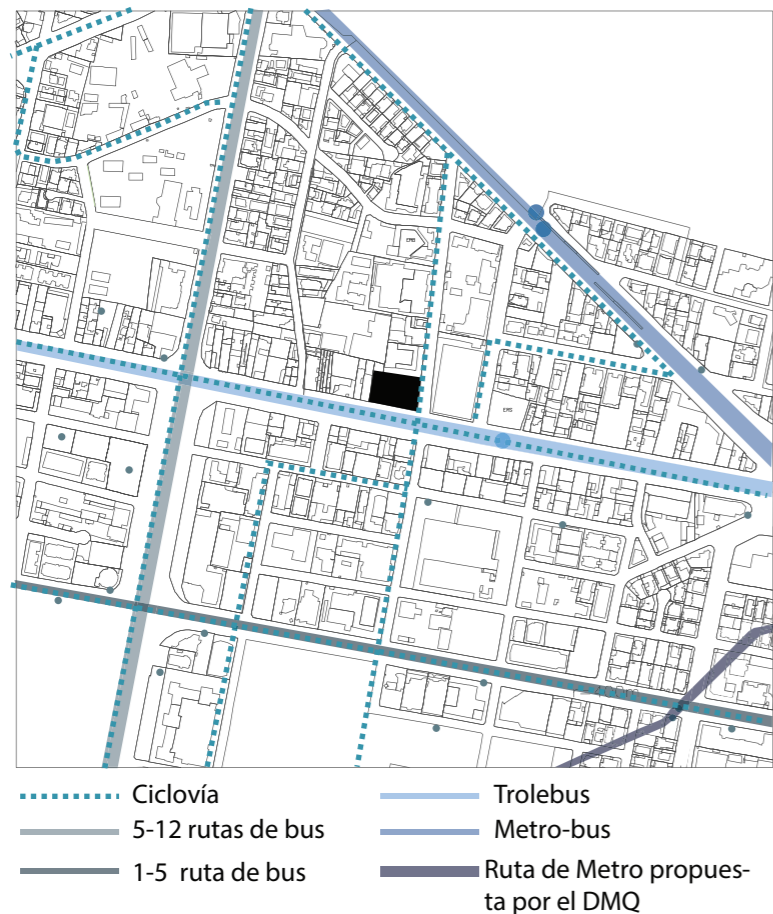 Ciclovía
Trolebus
5-12 rutas de bus
Metro-bus
1-5 ruta de bus
Ruta de Metro propues-
ta por el DMQ